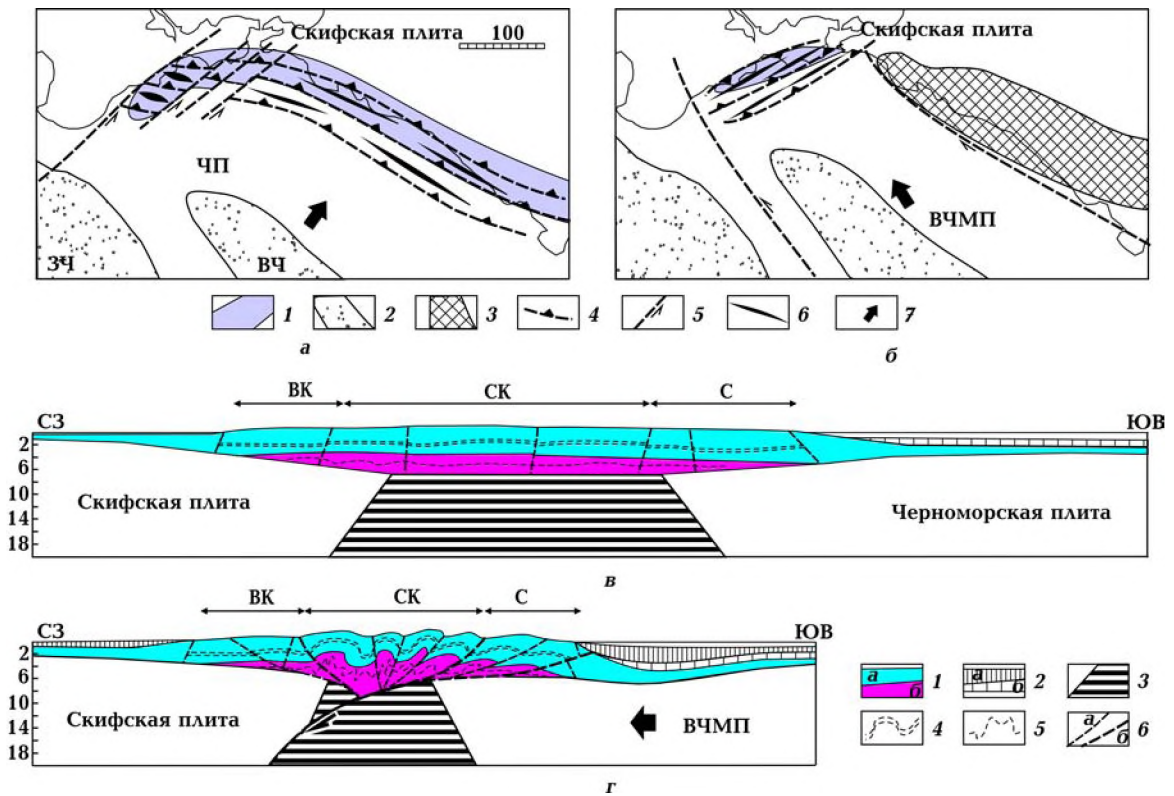 Скифская плита 100
ЧП
ЗЧ
ВЧ
Скифская плита
ВЧМП
1 2 3 4 5 6 7
а
б
ВК СК С
СЗ ЮВ
2
6
10
14
18
Скифская плита
Черноморская плита
в
ВК СК С
СЗ ЮВ
2
6
10
14
18
Скифская плита
ВЧМП
г
а б 1 а б 2 3
4 5 а б 6